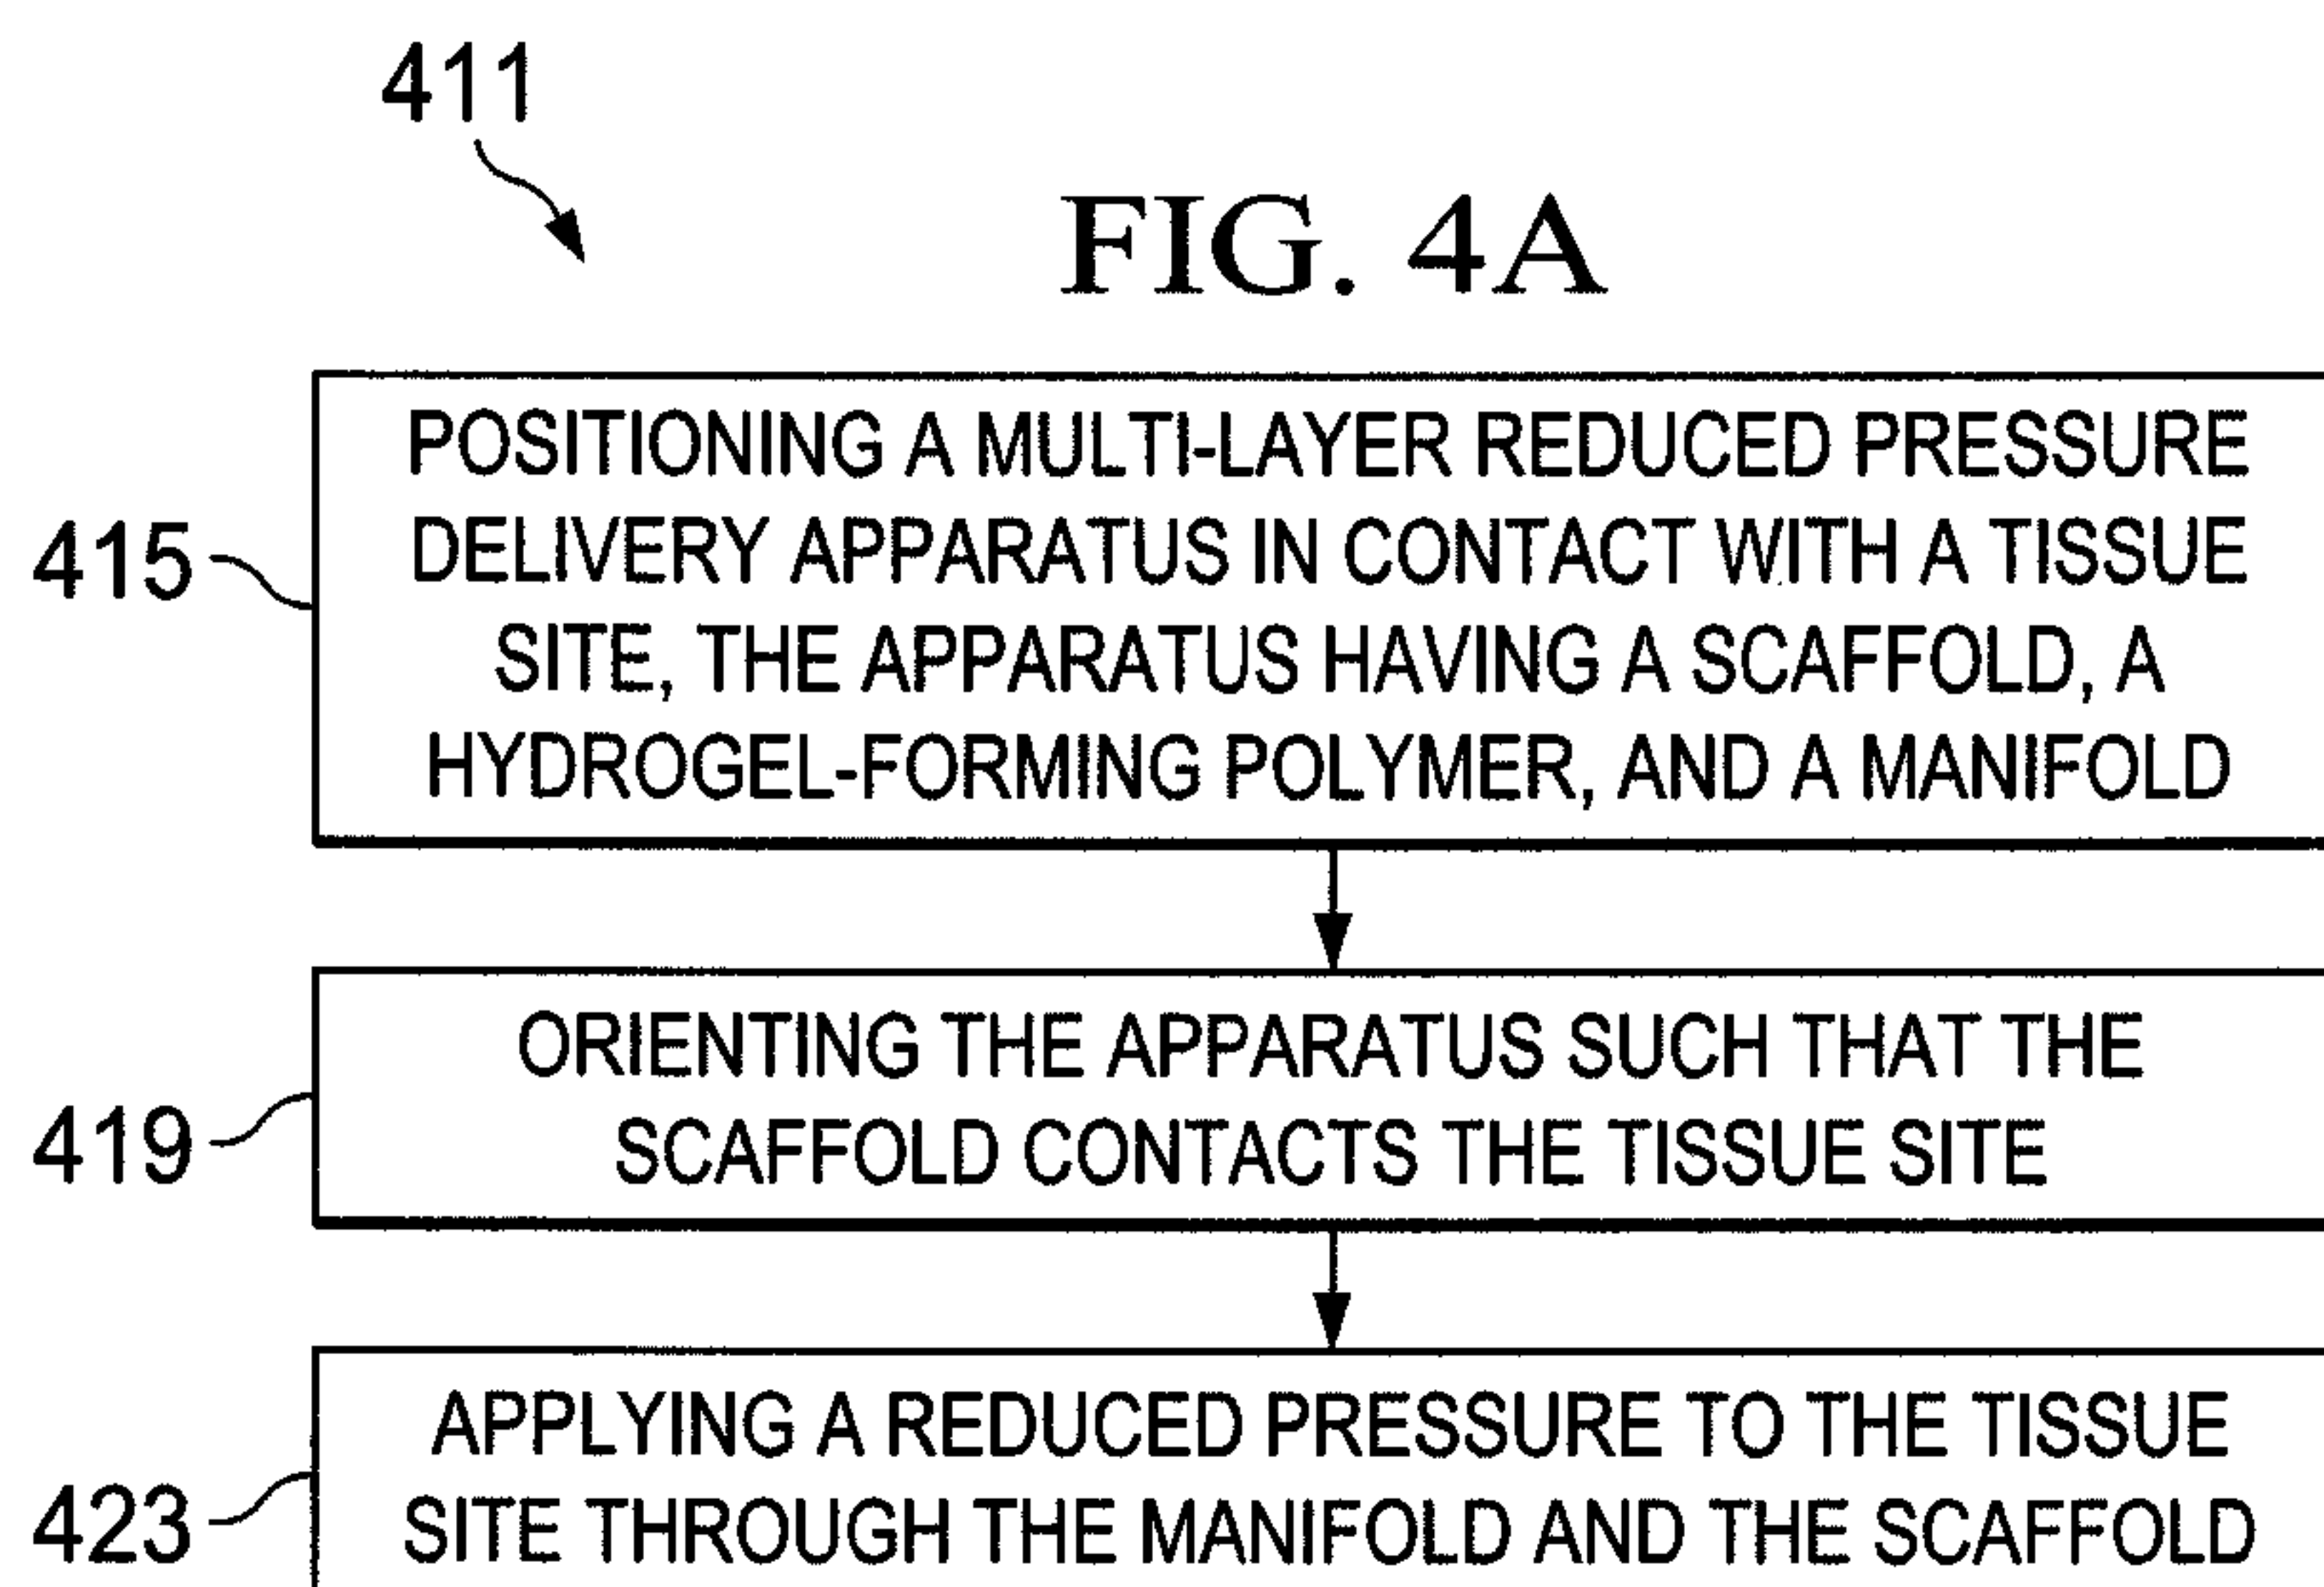 411
FIG. 4A
POSITIONING A MULTI-LAYER REDUCED PRESSURE
DELIVERY APPARATUS IN CONTACT WITH A TISSUE
SITE, THE APPARATUS HAVING A SCAFFOLD, A
HYDROGEL-FORMING POLYMER, AND A MANIFOLD
415
ORIENTING THE APPARATUS SUCH THAT THE
SCAFFOLD CONTACTS THE TISSUE SITE
419
APPLYING A REDUCED PRESSURE TO THE TISSUE
SITE THROUGH THE MANIFOLD AND THE SCAFFOLD
423